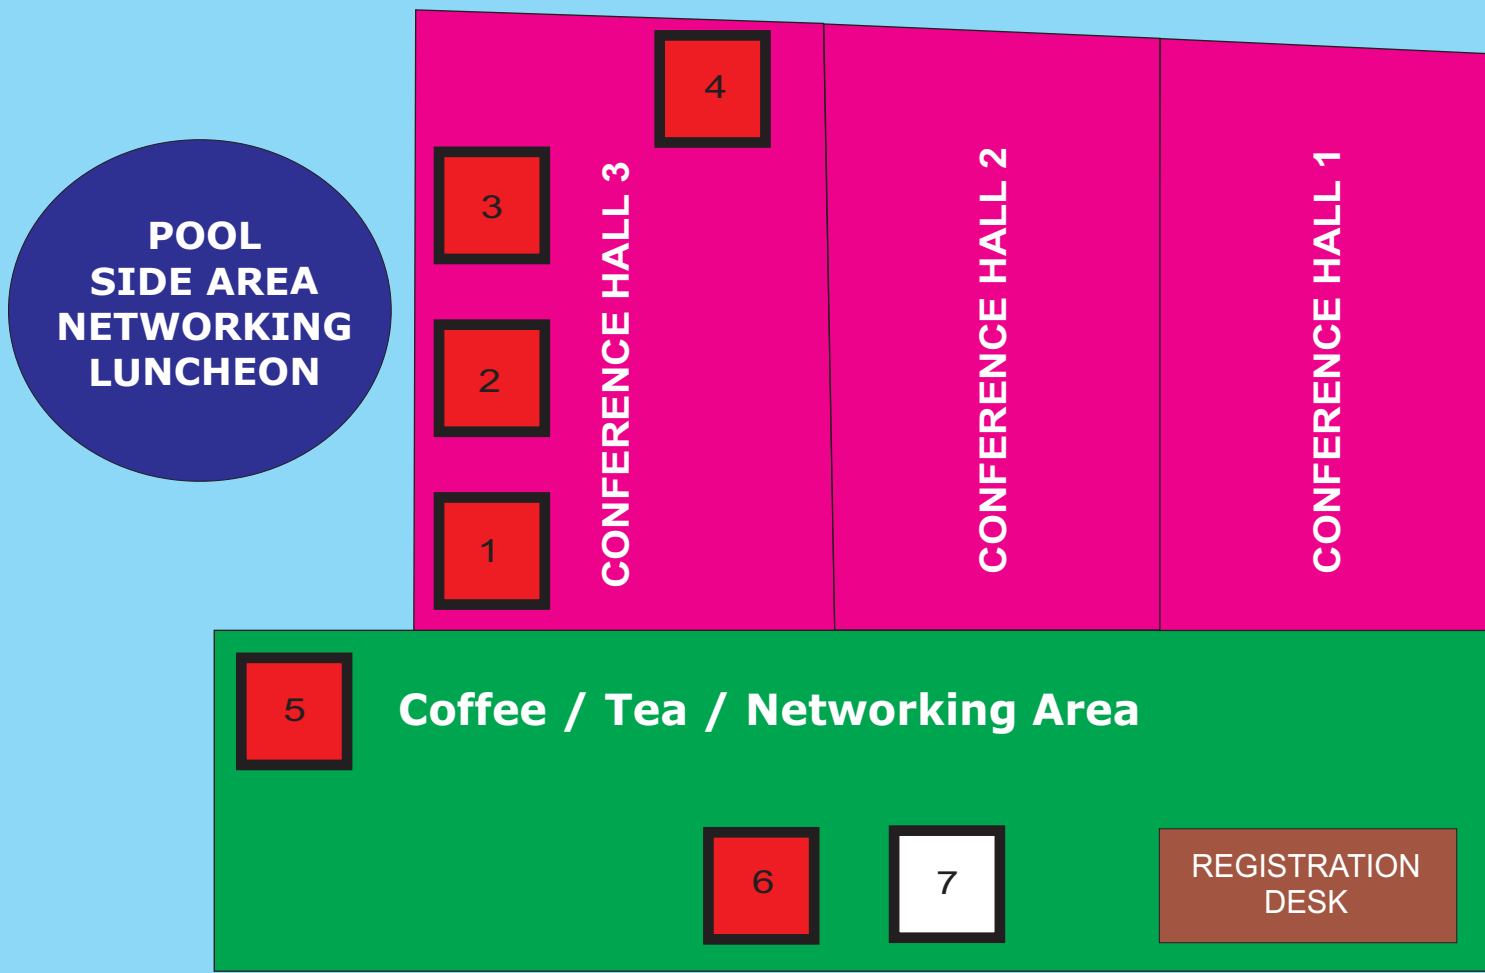 4
3
2
1
POOL
SIDE AREA
NETWORKING
LUNCHEON
CONFERENCE HALL 3
CONFERENCE HALL 2
CONFERENCE HALL 1
5
Coffee / Tea / Networking Area
6
7
REGISTRATION
DESK